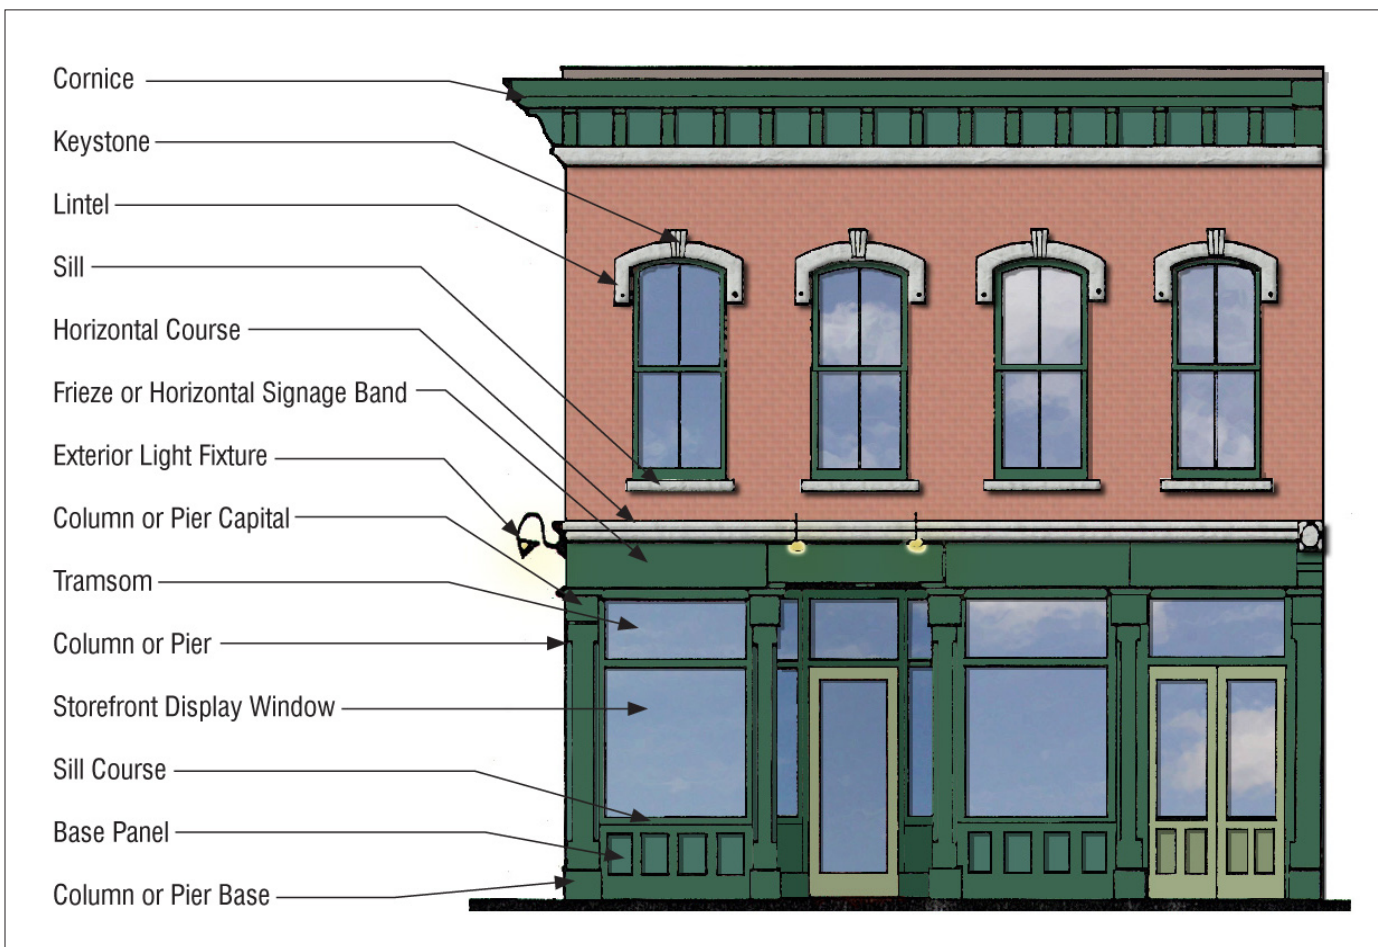 Cornice
Keystone
Lintel
Sill
Horizontal Course
Frieze or Horizontal Signage Band
Exterior Light Fixture
Column or Pier Capital
Tramsom
Column or Pier
Storefront Display Window
Sill Course
Base Panel
Column or Pier Base